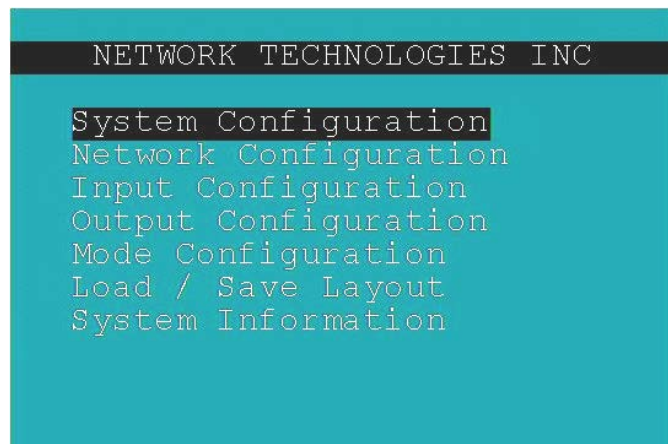 NETWORK TECHNOLOGIES INC
System Configuration
Network Configuration
Input Configuration
Output Configuration
Mode Configuration
Load / Save Layout
System Information